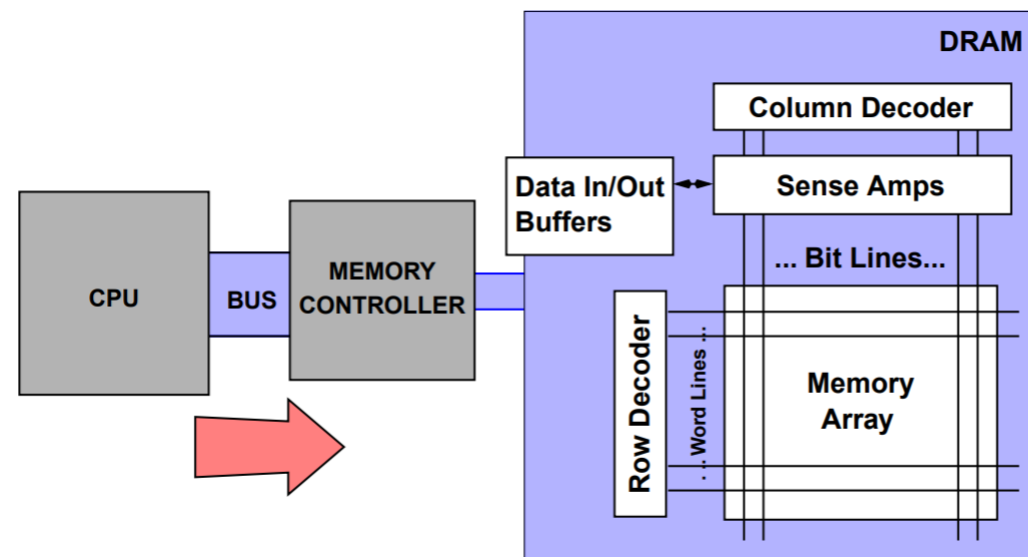 DRAM
Column Decoder
Data In/Out
Buffers
Sense Amps
... Bit Lines...
CPU
BUS
MEMORY
CONTROLLER
Row Decoder
... Word Lines ...
Memory
Array